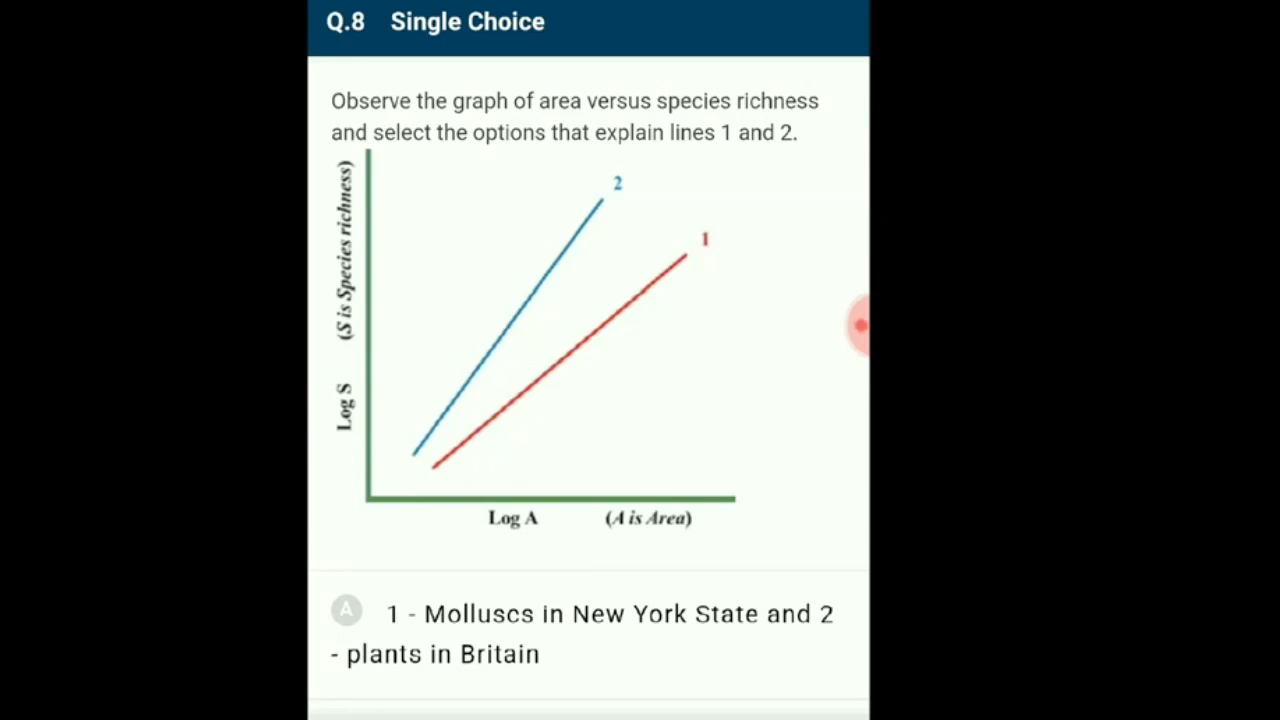 Q.8 Single Choice
Observe the graph of area versus species richness
and select the options that explain lines 1 and 2.
2
1
Log S (S is Species richness)
Log A (A is Area)
A 1 - Molluscs in New York State and 2
- plants in Britain